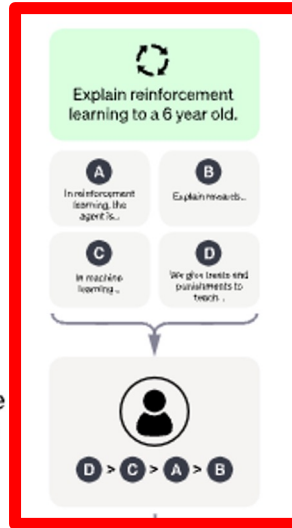 Explain reinforcement
learning to a 6 year old.
A
In reinforcement
learning, the
agent is...
B
Explain rewards...
C
In machine
learning...
D
We give treats and
punishments to
teach...
e
D > C > A > B